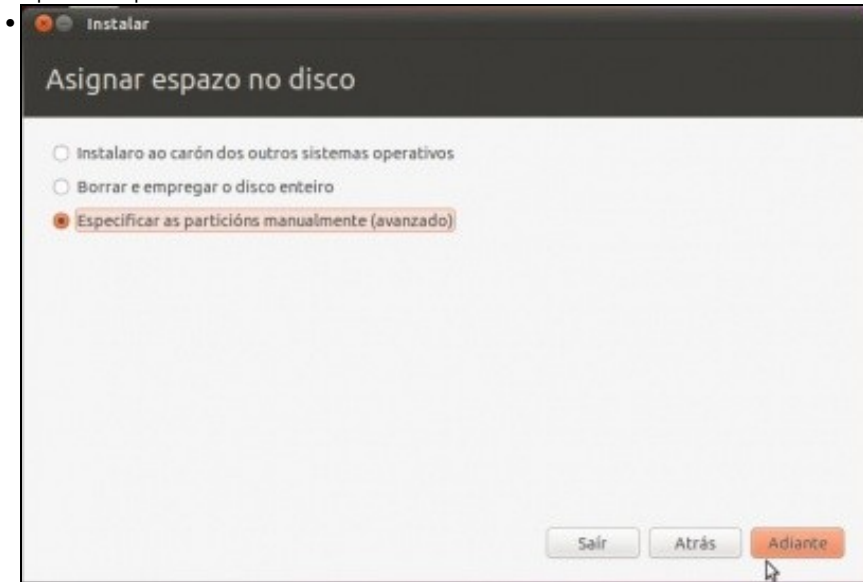 Instalar
Asignar espazo no disco
Instalaro ao carón dos outros sistemas operativos
Borrar e empregar o disco enteiro
Especificar as particións manualmente (avanzado)
Saír Atrás Adiante